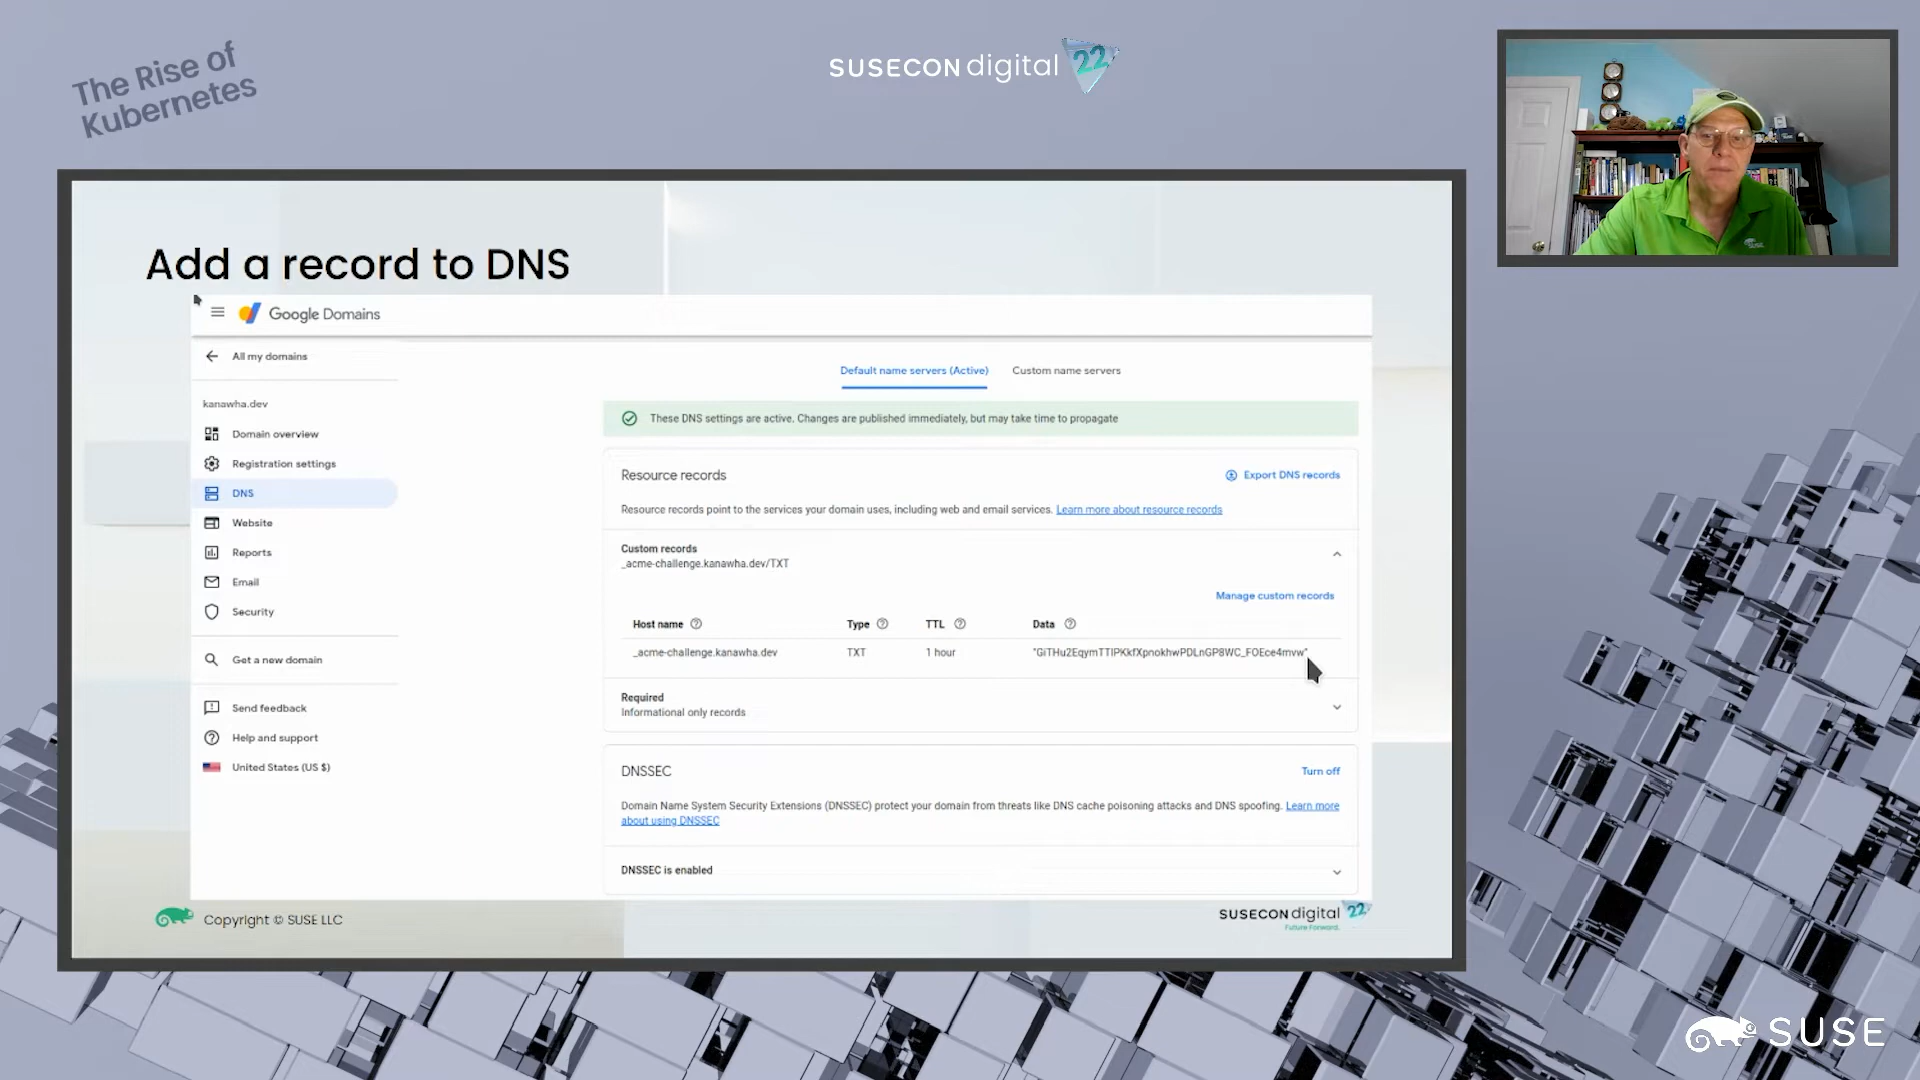 The Rise of
Kubernetes
SUSECON digital 22
Add a record to DNS
Google Domains
All my domains
kanawha.dev
Domain overview
Registration settings
DNS
Website
Reports
Email
Security
Get a new domain
Send feedback
Help and support
United States (US $)
Default name servers (Active) Custom name servers
These DNS settings are active. Changes are published immediately, but may take time to propagate
Resource records Export DNS records
Resource records point to the services your domain uses, including web and email services. Learn more about resource records
Custom records
_acme-challenge.kanawha.dev/TXT
Manage custom records
Host name Type TTL Data
_acme-challenge.kanawha.dev TXT 1 hour "GiTHu2EqymTTIPKkfXpnokhwPDLnGP8WC_FOEce4mvw"
Required
Informational only records
DNSSEC Turn off
Domain Name System Security Extensions (DNSSEC) protect your domain from threats like DNS cache poisoning attacks and DNS spoofing. Learn more
about using DNSSEC
DNSSEC is enabled
Copyright © SUSE LLC
SUSECON digital 22
Future Forward.
SUSE